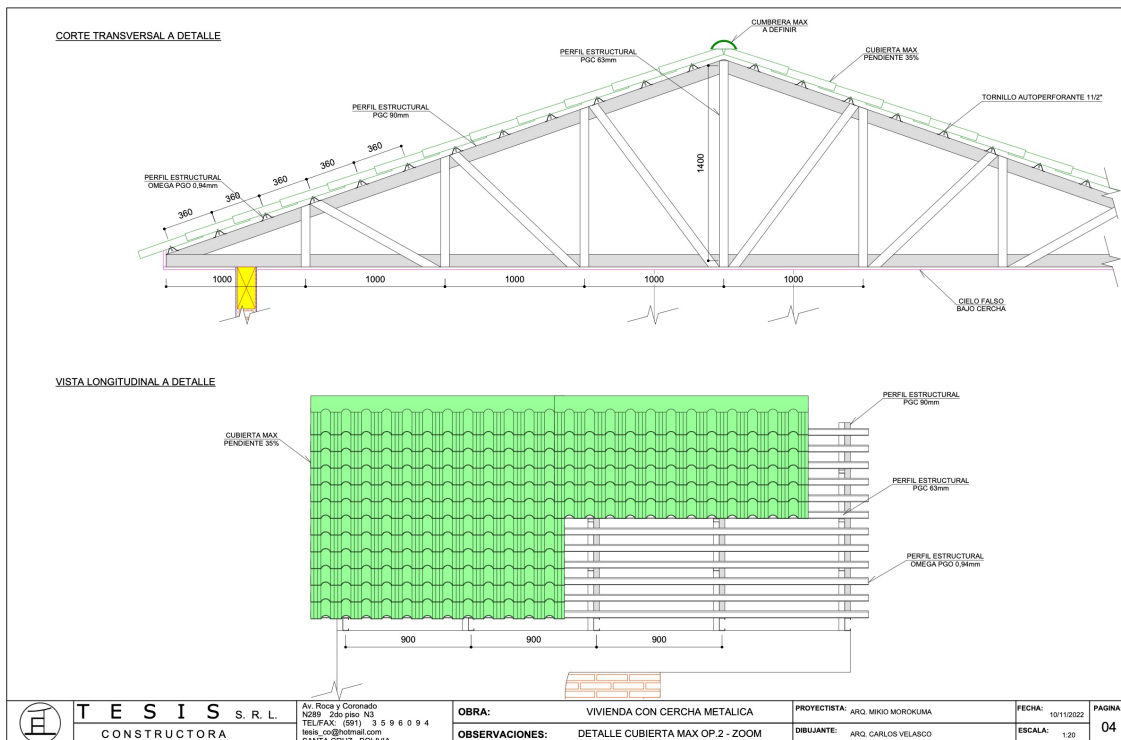 CORTE TRANSVERSAL A DETALLE
CUMBRERA MAX
A DEFINIR
PERFIL ESTRUCTURAL
PGC 63mm
CUBIERTA MAX
PENDIENTE 35%
PERFIL ESTRUCTURAL
PGC 90mm
TORNILLO AUTOPERFORANTE 11/2"
PERFIL ESTRUCTURAL
OMEGA PGO 0,94mm
360
360
360
360
360
1400
1000
1000
1000
1000
1000
CIELO FALSO
BAJO CERCHA
VISTA LONGITUDINAL A DETALLE
CUBIERTA MAX
PENDIENTE 35%
PERFIL ESTRUCTURAL
PGC 90mm
PERFIL ESTRUCTURAL
PGC 63mm
PERFIL ESTRUCTURAL
OMEGA PGO 0,94mm
900
900
900
TESIS S. R. L.
CONSTRUCTORA
Av. Roca y Coronado
N289 2do piso N3
TEL/FAX: (591) 3 5 9 6 0 9 4
tesis_co@hotmail.com
SANTA CRUZ - BOLIVIA
OBRA: VIVIENDA CON CERCHA METALICA
OBSERVACIONES: DETALLE CUBIERTA MAX OP.2 - ZOOM
PROYECTISTA: ARQ. MIKIO MOROKUMA
DIBUJANTE: ARQ. CARLOS VELASCO
FECHA: 10/11/2022
ESCALA: 1:20
PAGINA:
04